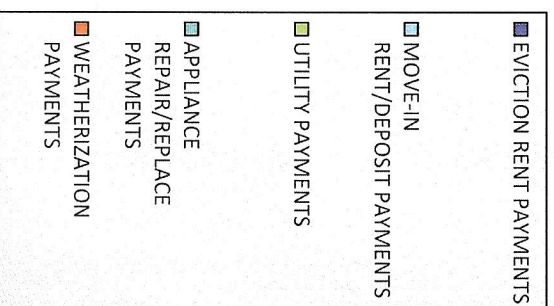 EVICTION RENT PAYMENTS
MOVE-IN
RENT/DEPOSIT PAYMENTS
UTILITY PAYMENTS
APPLIANCE
REPAIR/REPLACE
PAYMENTS
WEATHERIZATION
PAYMENTS